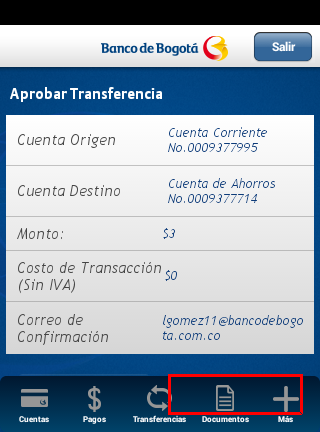 Banco de Bogotá
Salir
Aprobar Transferencia
Cuenta Origen
Cuenta Corriente
No.0009377995
Cuenta Destino
Cuenta de Ahorros
No.0009377714
Monto:
$3
Costo de Transacción
(Sin IVA)
$0
Correo de
Confirmación
lgomez11@bancodebogo
ta.com.co
Cuentas
Pagos
Transferencias
Documentos
Más